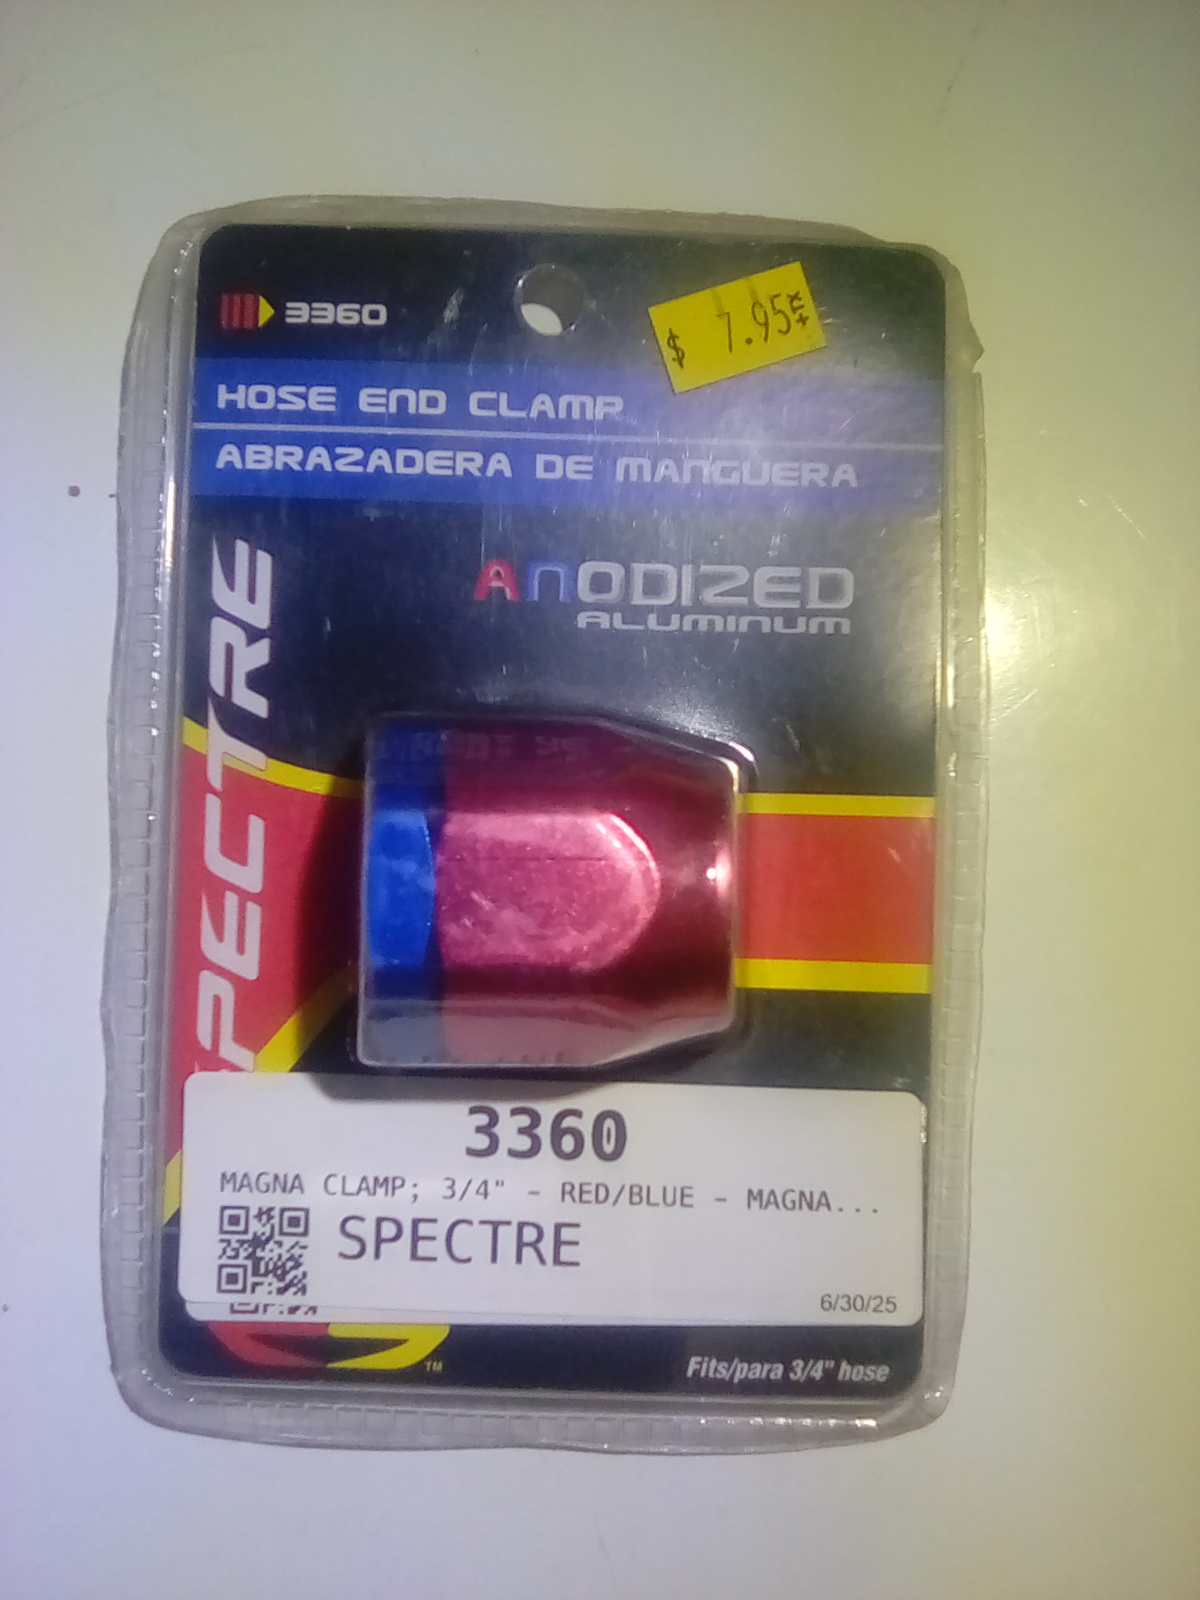 3360
$ 7.95
HOSE END CLAMP
ABRAZADERA DE MANGUERA
ANODIZED
ALUMINUM
SPECTRE
3360
MAGNA CLAMP; 3/4" - RED/BLUE - MAGNA...
SPECTRE
6/30/25
TM
Fits/para 3/4" hose